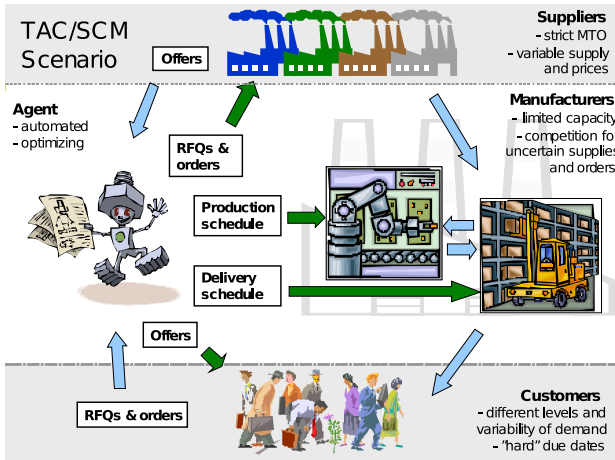 TAC/SCM
Scenario
Offers
Suppliers
- strict MTO
- variable supply
and prices
Agent
- automated
- optimizing
RFQs &
orders
Manufacturers
- limited capacity
- competition fo
uncertain supplies
and orders
Production
schedule
Delivery
schedule
Offers
RFQs & orders
Customers
- different levels and
variability of demand
- "hard" due dates